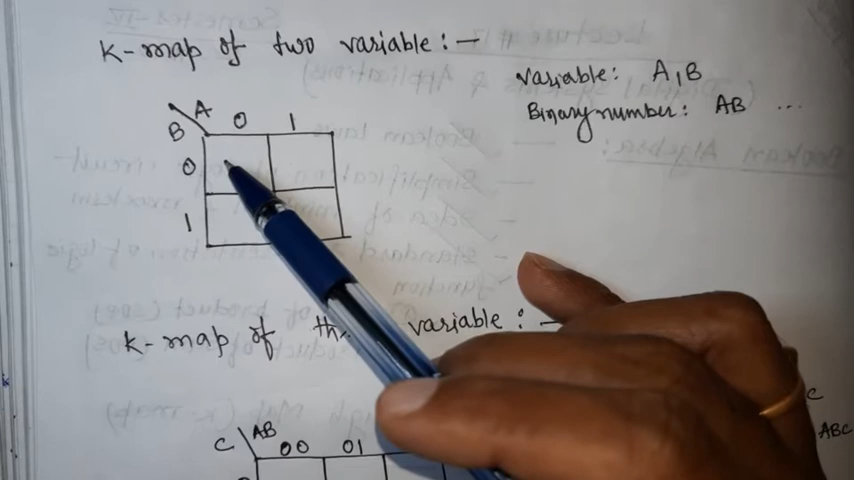 K-map of two variable :-
Variable: A, B
Binary number: AB ...
A 0 1
B
0
1
K-map of variable :-
C AB 00 01
C
ABC